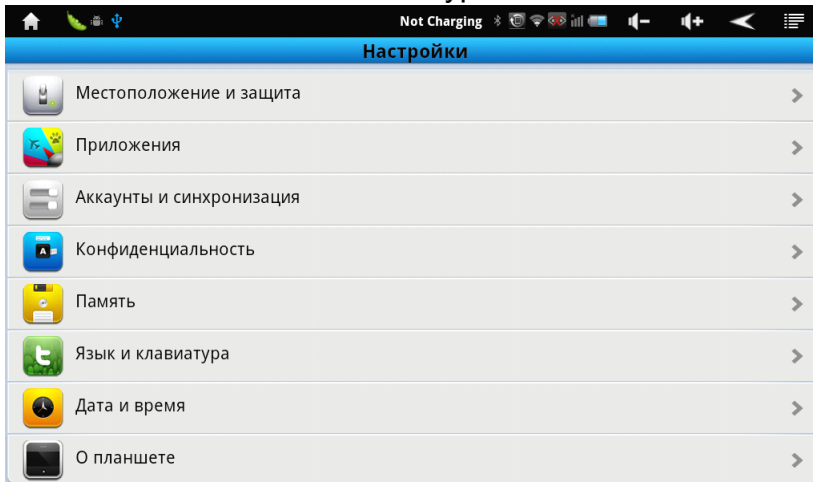 Not Charging
Настройки
Местоположение и защита
Приложения
Аккаунты и синхронизация
Конфиденциальность
A
Память
Язык и клавиатура
Дата и время
О планшете